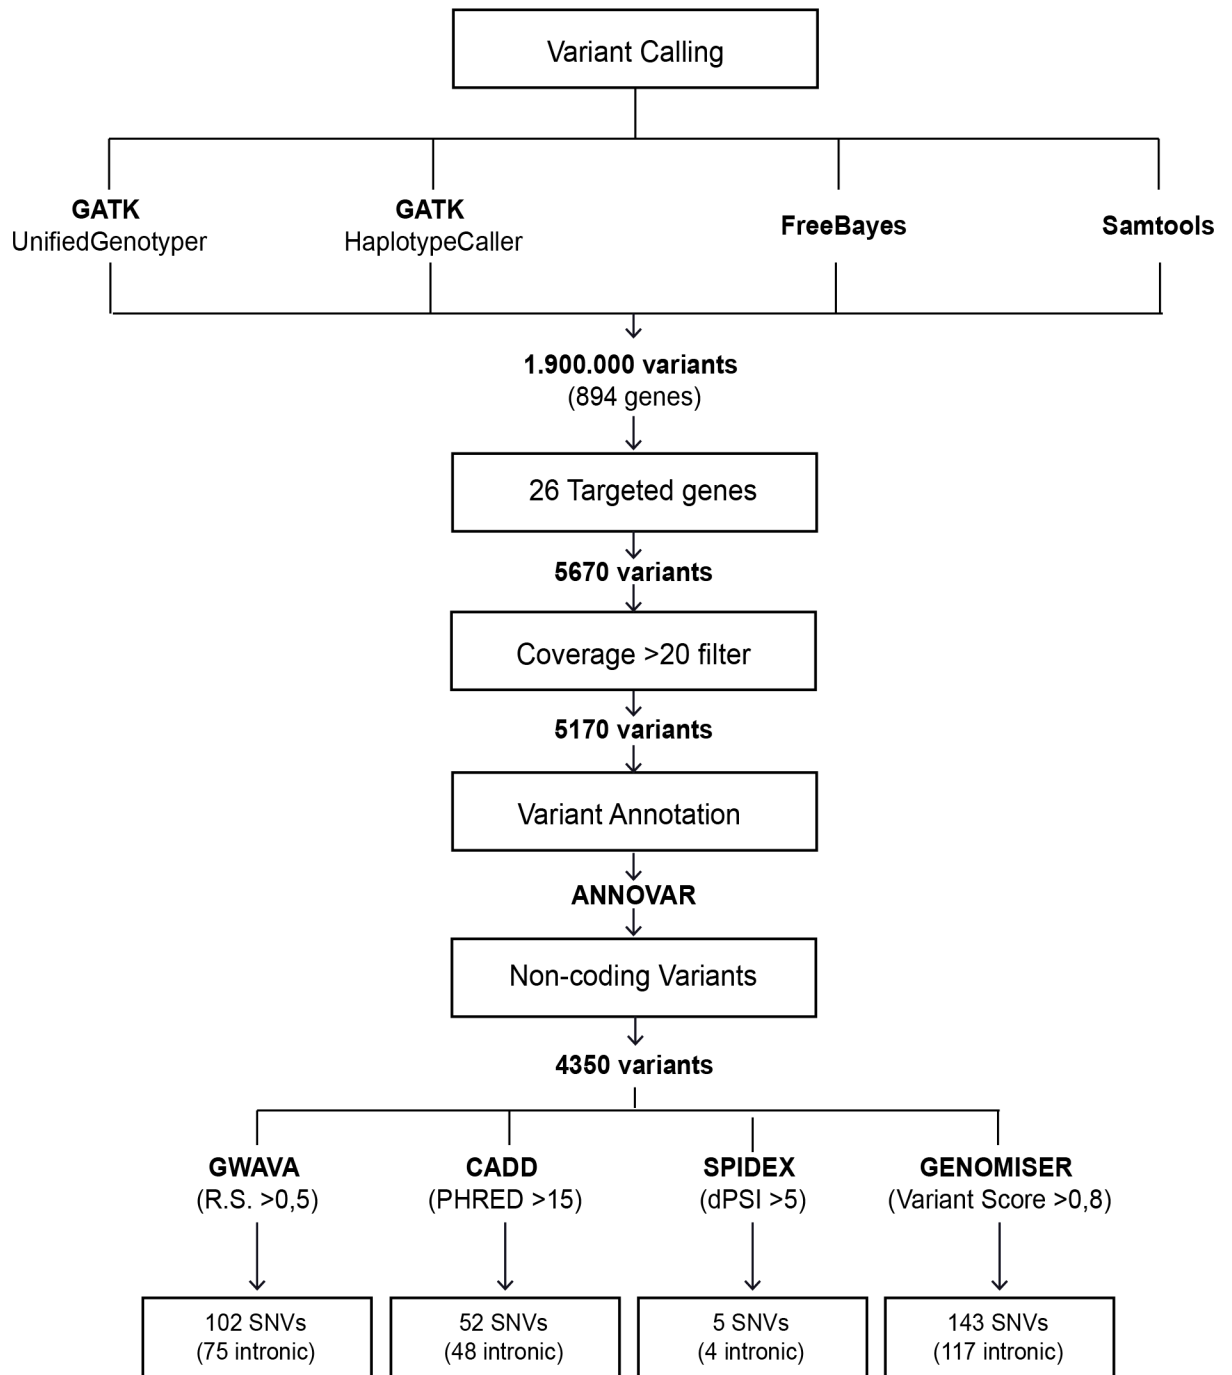 Variant Calling
GATK
UnifiedGenotyper
GATK
HaplotypeCaller
FreeBayes
Samtools
1.900.000 variants
(894 genes)
26 Targeted genes
5670 variants
Coverage >20 filter
5170 variants
Variant Annotation
ANNOVAR
Non-coding Variants
4350 variants
GWAVA
(R.S. >0,5)
CADD
(PHRED >15)
SPIDEX
(dPSI >5)
GENOMISER
(Variant Score >0,8)
102 SNVs
(75 intronic)
52 SNVs
(48 intronic)
5 SNVs
(4 intronic)
143 SNVs
(117 intronic)